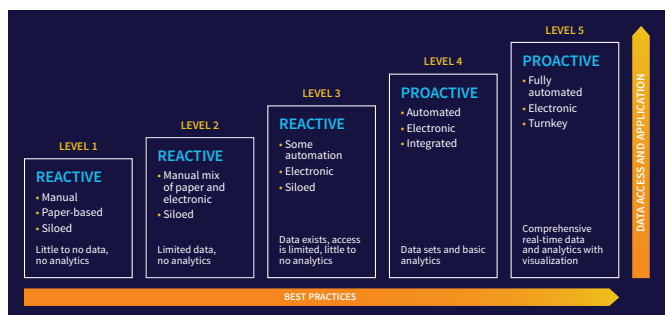 LEVEL 1
REACTIVE
• Manual
• Paper-based
• Siloed
Little to no data,
no analytics
LEVEL 2
REACTIVE
• Manual mix
of paper and
electronic
• Siloed
Limited data,
no analytics
LEVEL 3
REACTIVE
• Some
automation
• Electronic
• Siloed
Data exists, access
is limited, little to
no analytics
LEVEL 4
PROACTIVE
• Automated
• Electronic
• Integrated
Data sets and basic
analytics
LEVEL 5
PROACTIVE
• Fully
automated
• Electronic
• Turnkey
Comprehensive
real-time data
and analytics with
visualization
DATA ACCESS AND APPLICATION
BEST PRACTICES